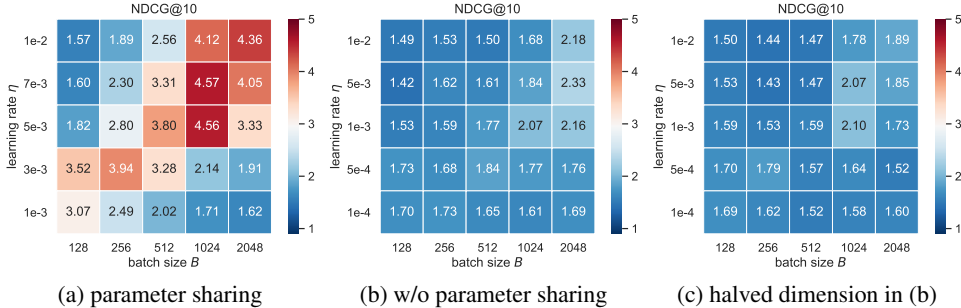 NDCG@10
1e-2 1.57 1.89 2.56 4.12 4.36
7e-3 1.60 2.30 3.31 4.57 4.05
5e-3 1.82 2.80 3.80 4.56 3.33
3e-3 3.52 3.94 3.28 2.14 1.91
1e-3 3.07 2.49 2.02 1.71 1.62
128 256 512 1024 2048
learning rate η
batch size B
5
4
3
2
1
(a) parameter sharing
NDCG@10
1e-2 1.49 1.53 1.50 1.68 2.18
5e-3 1.42 1.62 1.61 1.84 2.33
1e-3 1.53 1.59 1.77 2.07 2.16
5e-4 1.73 1.68 1.84 1.77 1.76
1e-4 1.70 1.73 1.65 1.61 1.69
128 256 512 1024 2048
learning rate η
batch size B
5
4
3
2
1
(b) w/o parameter sharing
NDCG@10
1e-2 1.50 1.44 1.47 1.78 1.89
5e-3 1.53 1.43 1.47 2.07 1.85
1e-3 1.59 1.53 1.59 2.10 1.73
5e-4 1.70 1.79 1.57 1.64 1.52
1e-4 1.69 1.62 1.52 1.58 1.60
128 256 512 1024 2048
learning rate η
batch size B
5
4
3
2
1
(c) halved dimension in (b)